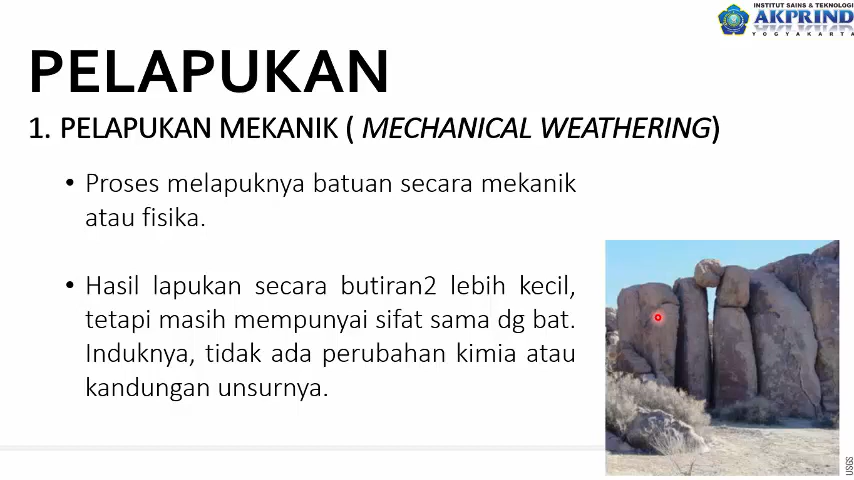 INSTITUT SAINS & TEKNOLOGI
AKPRIND
YOGYAKARTA
PELAPUKAN
1. PELAPUKAN MEKANIK ( MECHANICAL WEATHERING)
• Proses melapuknya batuan secara mekanik
atau fisika.
• Hasil lapukan secara butiran2 lebih kecil,
tetapi masih mempunyai sifat sama dg bat.
Induknya, tidak ada perubahan kimia atau
kandungan unsurnya.
USGS